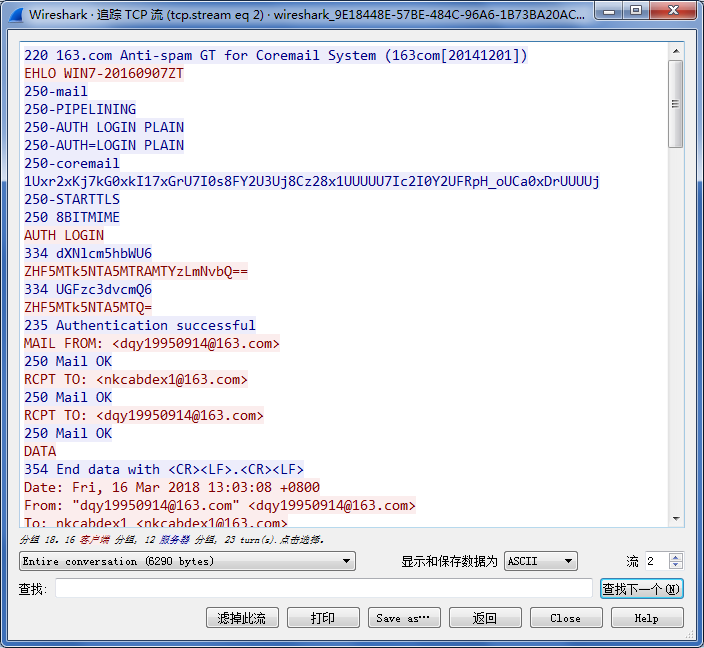 Wireshark · 追踪 TCP 流 (tcp.stream eq 2) · wireshark_9E18448E-57BE-484C-96A6-1B73BA20AC...
220 163.com Anti-spam GT for Coremail System (163com[20141201])
EHLO WIN7-20160907ZT
250-mail
250-PIPELINING
250-AUTH LOGIN PLAIN
250-AUTH=LOGIN PLAIN
250-coremail
1Uxr2xKj7kG0xkI17xGrU7I0s8FY2U3Uj8Cz28x1UUUUU7Ic2I0Y2UFRpH_oUCa0xDrUUUUj
250-STARTTLS
250 8BITMIME
AUTH LOGIN
334 dXNlcm5hbWU6
ZHF5MTk5NTA5MTRAMTYzLmNvbQ==
334 UGFzc3dvcmQ6
ZHF5MTk5NTA5MTQ=
235 Authentication successful
MAIL FROM: <dqy19950914@163.com>
250 Mail OK
RCPT TO: <nkcabdex1@163.com>
250 Mail OK
RCPT TO: <dqy19950914@163.com>
250 Mail OK
DATA
354 End data with <CR><LF>.<CR><LF>
Date: Fri, 16 Mar 2018 13:03:08 +0800
From: "dqy19950914@163.com" <dqy19950914@163.com>
To: nkcabdex1 <nkcabdex1@163.com>
分组 18。16 客户端 分组, 12 服务器 分组, 23 turn(s).点击选择。
Entire conversation (6290 bytes) 显示和保存数据为 ASCII 流 2
查找: 查找下一个(N)
滤掉此流 打印 Save as… 返回 Close Help